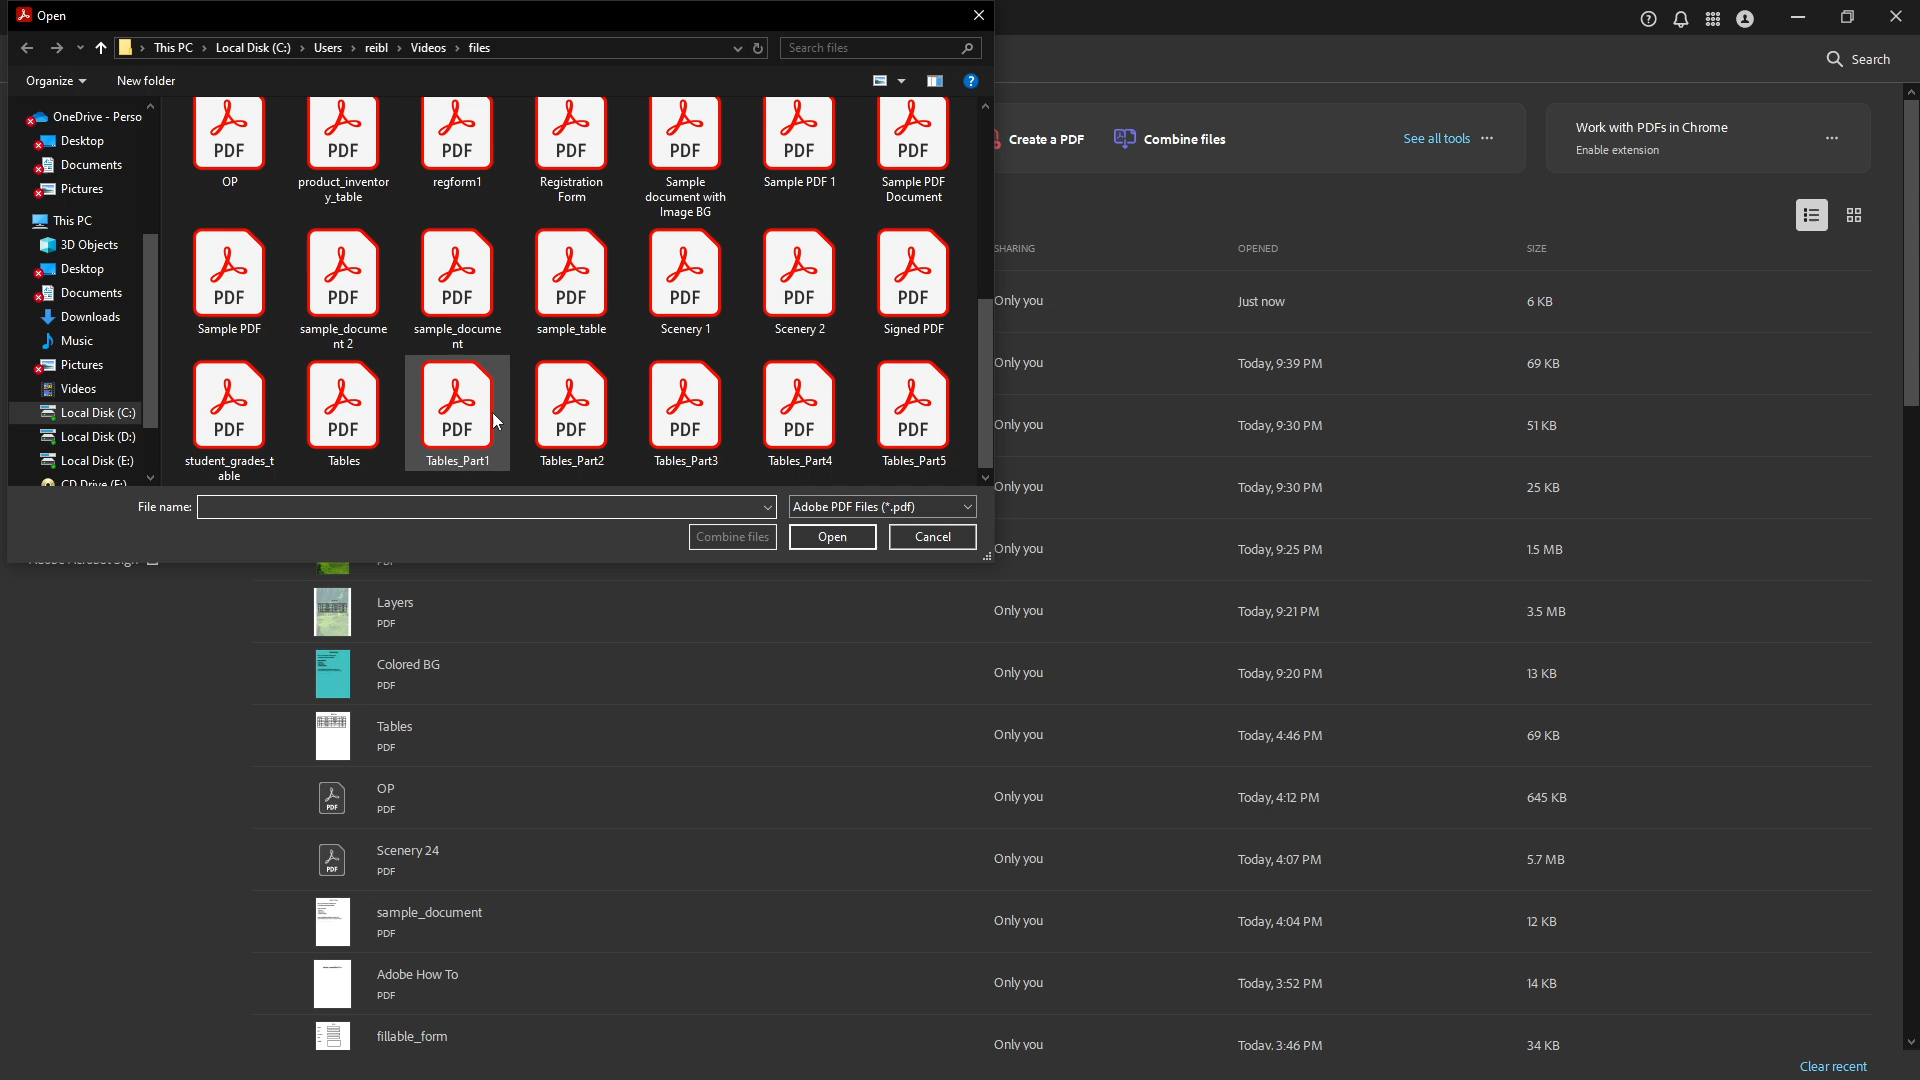 Open
This PC
Local Disk (C:)
Users
reibl
Videos
files
Search files
Organize
New folder
OneDrive - Perso
Desktop
Documents
Pictures
This PC
3D Objects
Desktop
Documents
Downloads
Music
Pictures
Videos
Local Disk (C:)
Local Disk (D:)
Local Disk (E:)
CD Drive (F:)
PDF
OP
PDF
product_inventor
y_table
PDF
regform1
PDF
Registration
Form
PDF
Sample
document with
Image BG
PDF
Sample PDF 1
PDF
Sample PDF
Document
PDF
Sample PDF
PDF
sample_docume
nt 2
PDF
sample_docume
nt
PDF
sample_table
PDF
Scenery 1
PDF
Scenery 2
PDF
Signed PDF
PDF
student_grades_t
able
PDF
Tables
PDF
Tables_Part1
PDF
Tables_Part2
PDF
Tables_Part3
PDF
Tables_Part4
PDF
Tables_Part5
File name:
Adobe PDF Files (*.pdf)
Combine files
Open
Cancel
Search
Create a PDF
Combine files
See all tools
Work with PDFs in Chrome
Enable extension
SHARING
OPENED
SIZE
Only you
Just now
6 KB
Only you
Today, 9:39 PM
69 KB
Only you
Today, 9:30 PM
51 KB
Only you
Today, 9:30 PM
25 KB
Only you
Today, 9:25 PM
1.5 MB
Layers
PDF
Only you
Today, 9:21 PM
3.5 MB
Colored BG
PDF
Only you
Today, 9:20 PM
13 KB
Tables
PDF
Only you
Today, 4:46 PM
69 KB
OP
PDF
Only you
Today, 4:12 PM
645 KB
Scenery 24
PDF
Only you
Today, 4:07 PM
5.7 MB
sample_document
PDF
Only you
Today, 4:04 PM
12 KB
Adobe How To
PDF
Only you
Today, 3:52 PM
14 KB
fillable_form
Only you
Today, 3:46 PM
34 KB
Clear recent